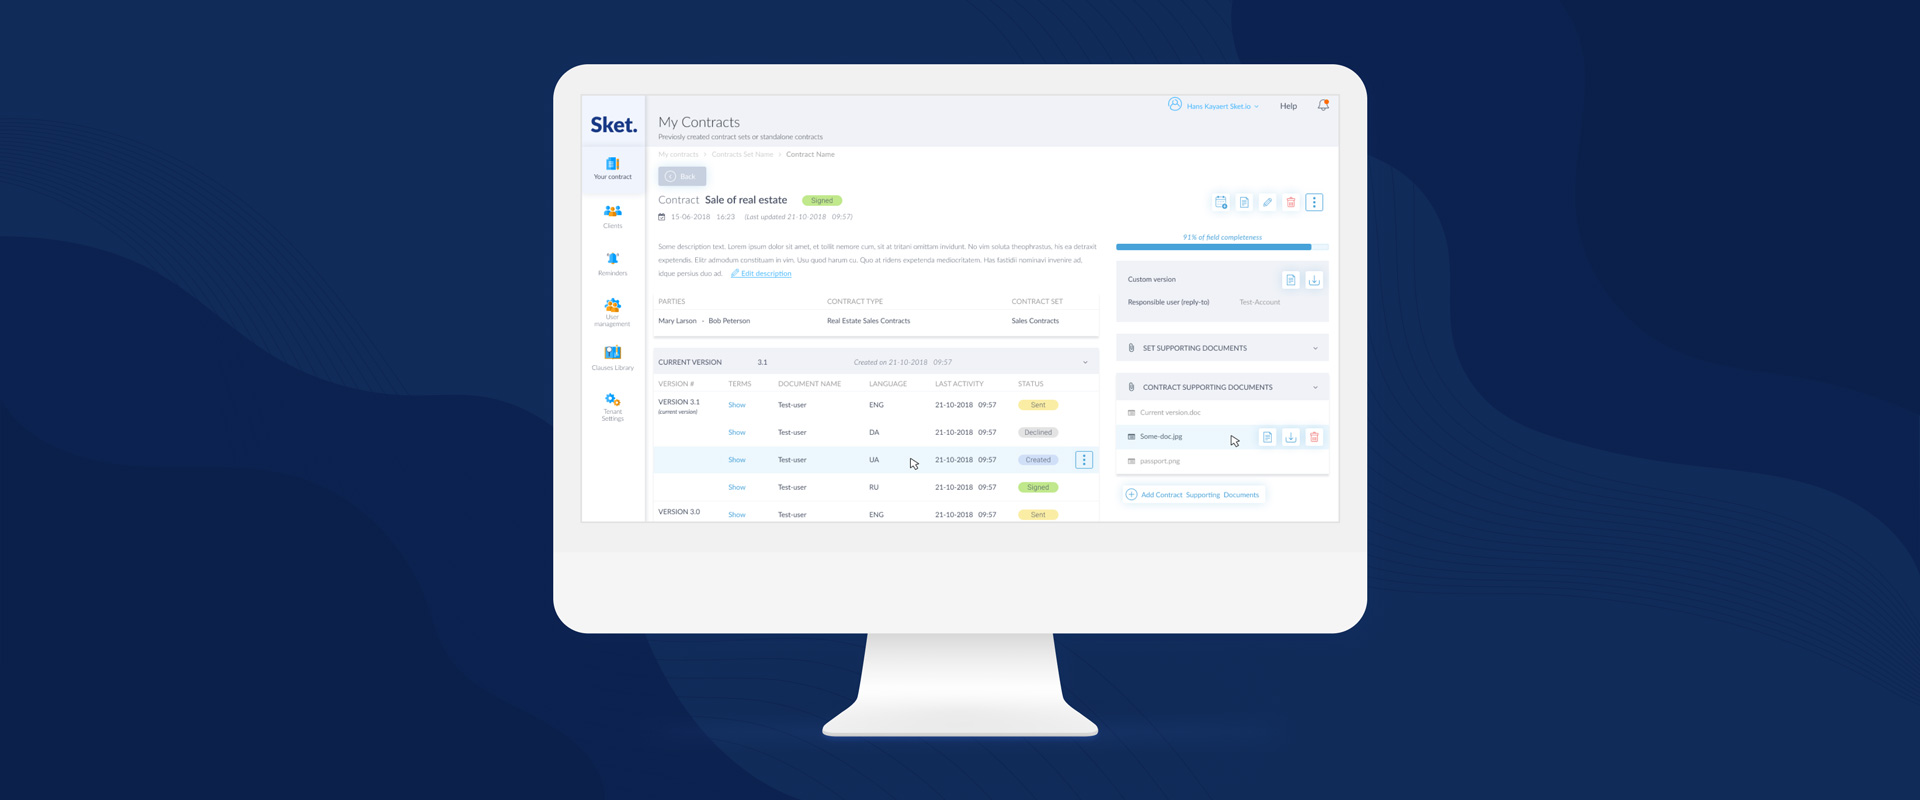 Sket.
Hans Kayaert Sket.io
Help
My Contracts
Previosly created contract sets or standalone contracts
My contracts > Contracts Set Name > Contract Name
Back
Your contract
Clients
Reminders
User
management
Clauses Library
Tenant
Settings
Contract Sale of real estate Signed
15-06-2018 16:23 (Last updated 21-10-2018 09:57)
Some description text. Lorem ipsum dolor sit amet, et tollit nemore cum, sit at tritani omittam invidunt. No vim soluta theophrastus, his ea detraxit
expetendis. Elitr admodum constituam in vim. Usu quod harum cu. Quo at ridens expetenda mediocritatem. Has fastidii nominavi invenire ad,
idque persius duo ad. Edit description
PARTIES CONTRACT TYPE CONTRACT SET
Mary Larson - Bob Peterson Real Estate Sales Contracts Sales Contracts
CURRENT VERSION 3.1 Created on 21-10-2018 09:57
VERSION # TERMS DOCUMENT NAME LANGUAGE LAST ACTIVITY STATUS
VERSION 3.1 Show Test-user ENG 21-10-2018 09:57 Sent
(current version)
Show Test-user DA 21-10-2018 09:57 Declined
Show Test-user UA 21-10-2018 09:57 Created
Show Test-user RU 21-10-2018 09:57 Signed
VERSION 3.0 Show Test-user ENG 21-10-2018 09:57 Sent
91% of field completeness
Custom version
Responsible user (reply-to) Test-Account
SET SUPPORTING DOCUMENTS
CONTRACT SUPPORTING DOCUMENTS
Current version.doc
Some-doc.jpg
passport.png
Add Contract Supporting Documents